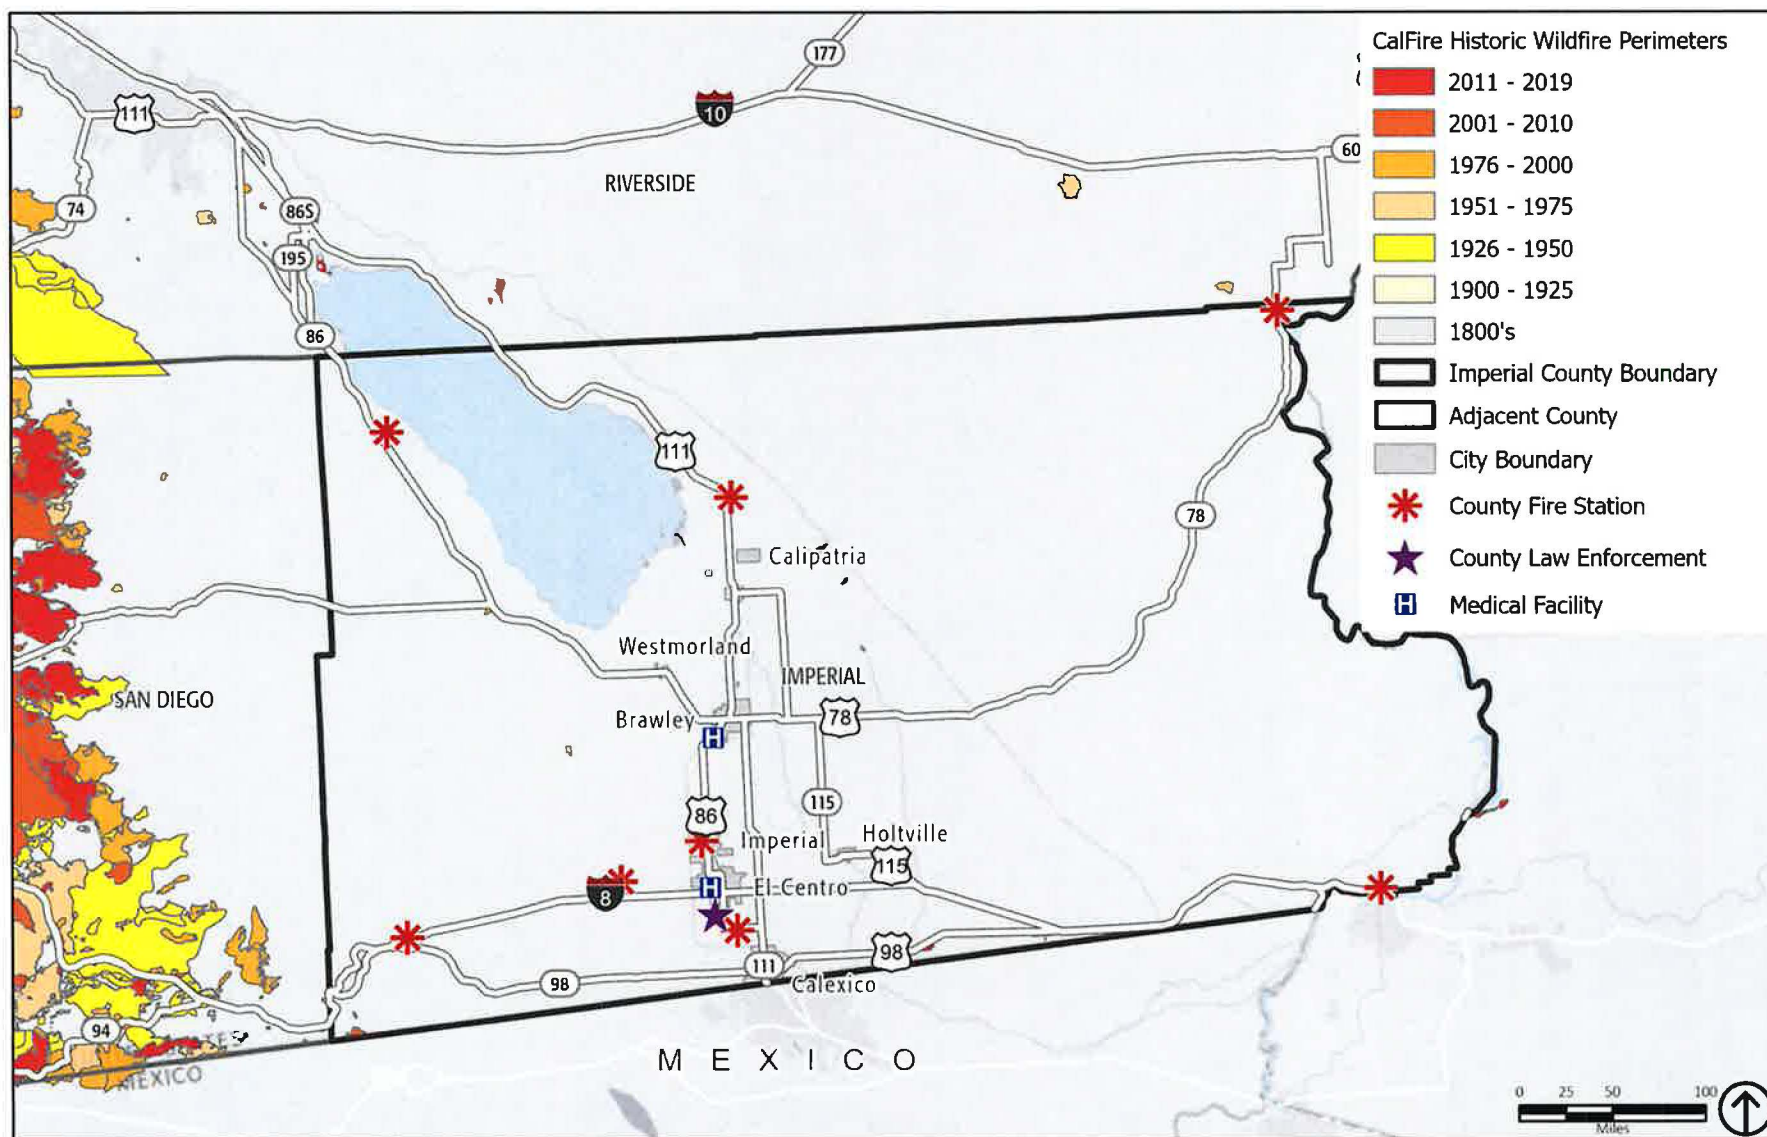 CalFire Historic Wildfire Perimeters
2011 - 2019
2001 - 2010
1976 - 2000
1951 - 1975
1926 - 1950
1900 - 1925
1800's
Imperial County Boundary
Adjacent County
City Boundary
County Fire Station
County Law Enforcement
H Medical Facility
177
111
10
60
RIVERSIDE
74
86S
195
86
111
78
Calipatria
Westmorland
IMPERIAL
SAN DIEGO
Brawley
78
H
115
86
Imperial
Holtville
115
8
H
El Centro
98
111
98
Calexico
94
MEXICO
MEXICO
0 25 50 100
Miles